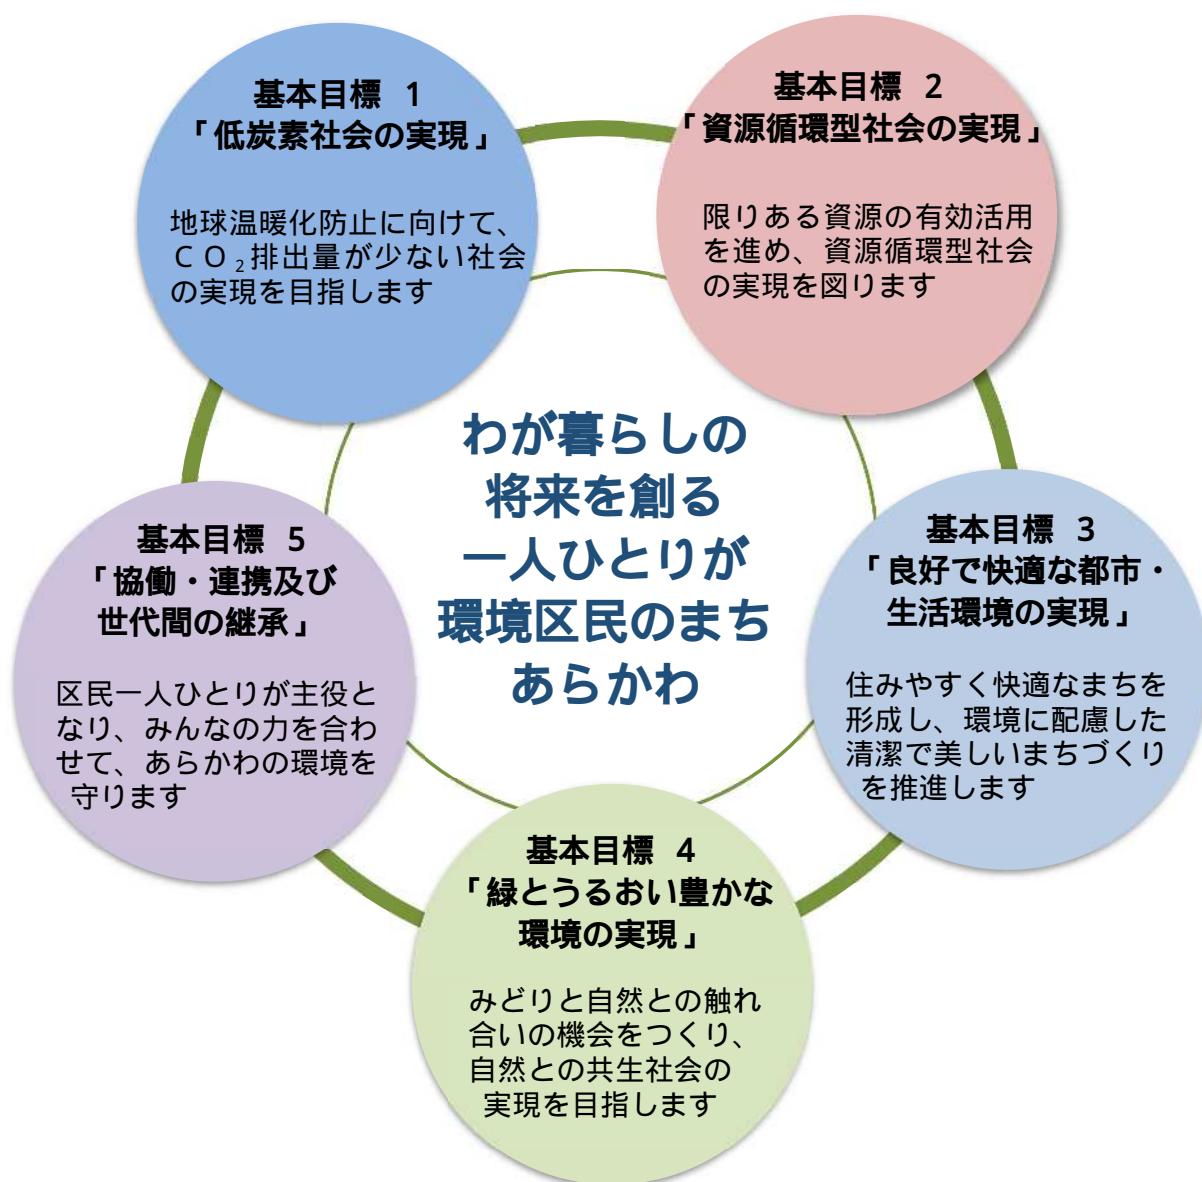 基本目標 1
「低炭素社会の実現」
地球温暖化防止に向けて、
ＣＯ₂排出量が少ない社会
の実現を目指します
基本目標 2
「資源循環型社会の実現」
限りある資源の有効活用
を進め、資源循環型社会
の実現を図ります
わが暮らしの
将来を創る
一人ひとりが
環境区民のまち
あらかわ
基本目標 3
「良好で快適な都市・
生活環境の実現」
住みやすく快適なまちを
形成し、環境に配慮した
清潔で美しいまちづくり
を推進します
基本目標 4
「緑とうるおい豊かな
環境の実現」
みどりと自然との触れ
合いの機会をつくり、
自然との共生社会の
実現を目指します
基本目標 5
「協働・連携及び
世代間の継承」
区民一人ひとりが主役と
なり、みんなの力を合わ
せて、あらかわの環境を
守ります